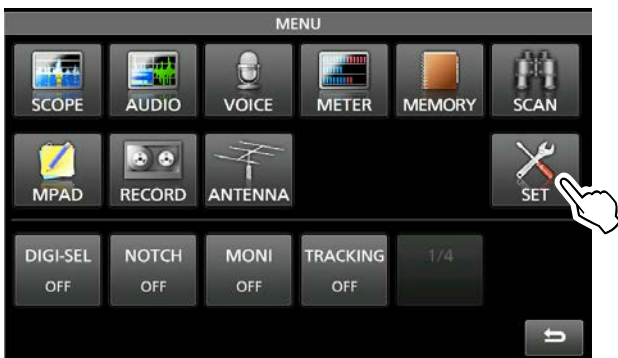 MENU
SCOPE AUDIO VOICE METER MEMORY SCAN
MPAD RECORD ANTENNA SET
DIGI-SEL NOTCH MONI TRACKING 1/4
OFF OFF OFF OFF